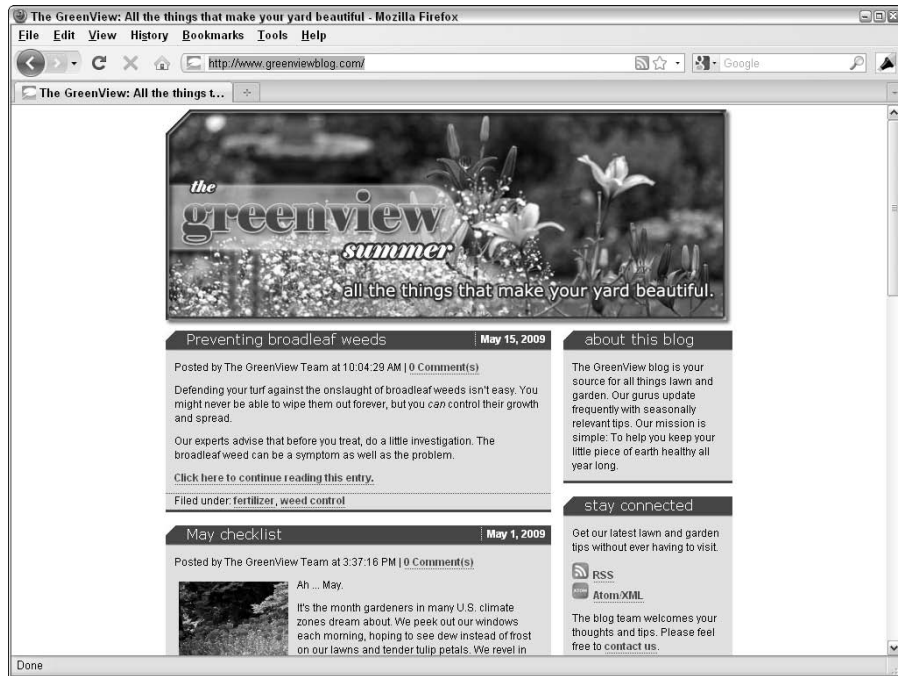 The GreenView: All the things that make your yard beautiful - Mozilla Firefox
File Edit View History Bookmarks Tools Help
http://www.greenviewblog.com/
Google
The GreenView: All the things t...
the
greenview
summer
all the things that make your yard beautiful.
Preventing broadleaf weeds May 15, 2009
Posted by The GreenView Team at 10:04:29 AM | 0 Comment(s)
Defending your turf against the onslaught of broadleaf weeds isn't easy. You
might never be able to wipe them out forever, but you can control their growth
and spread.
Our experts advise that before you treat, do a little investigation. The
broadleaf weed can be a symptom as well as the problem.
Click here to continue reading this entry.
Filed under: fertilizer, weed control
May checklist May 1, 2009
Posted by The GreenView Team at 3:37:16 PM | 0 Comment(s)
Ah ... May.
It's the month gardeners in many U.S. climate
zones dream about. We peek out our windows
each morning, hoping to see dew instead of frost
on our lawns and tender tulip petals. We revel in
about this blog
The GreenView blog is your
source for all things lawn and
garden. Our gurus update
frequently with seasonally
relevant tips. Our mission is
simple: To help you keep your
little piece of earth healthy all
year long.
stay connected
Get our latest lawn and garden
tips without ever having to visit.
RSS
Atom/XML
The blog team welcomes your
thoughts and tips. Please feel
free to contact us.
Done